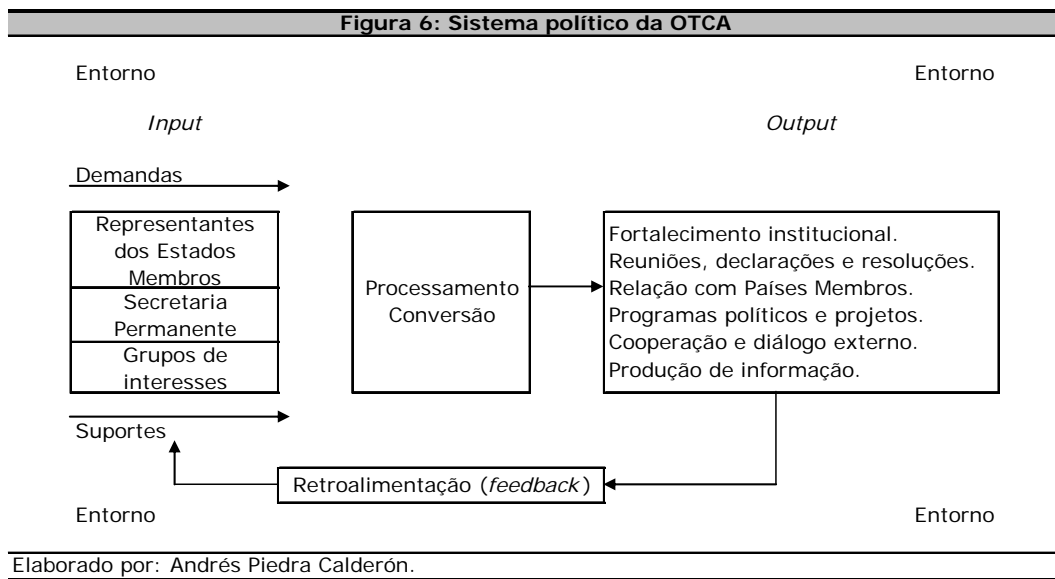 Figura 6: Sistema político da OTCA
Entorno
Entorno
Input
Output
Demandas
Representantes
dos Estados
Membros
Secretaria
Permanente
Grupos de
interesses
Processamento
Conversão
Fortalecimento institucional.
Reuniões, declarações e resoluções.
Relação com Países Membros.
Programas políticos e projetos.
Cooperação e diálogo externo.
Produção de informação.
Suportes
Retroalimentação (feedback)
Entorno
Entorno
Elaborado por: Andrés Piedra Calderón.